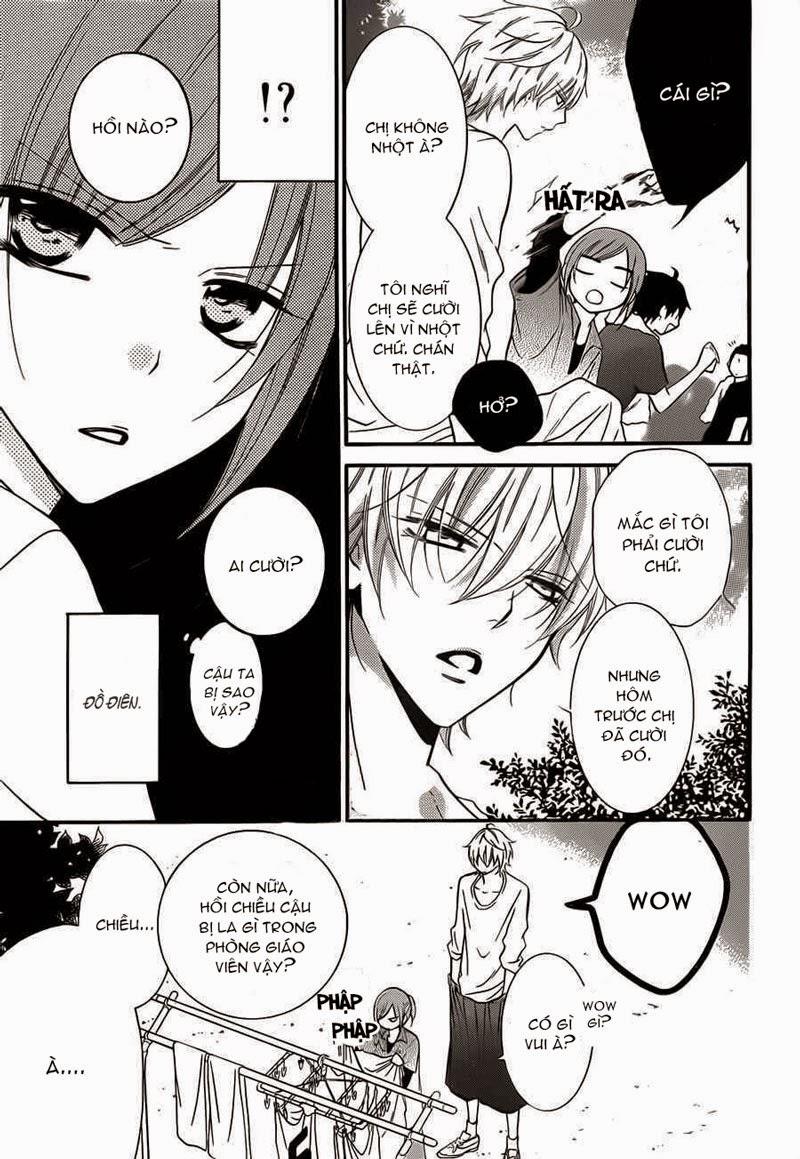 CÁI GÌ?
CHỊ KHÔNG
NHỘT À?
HẤT RA
TÔI NGHĨ
CHỊ SẼ CƯỜI
LÊN VÌ NHỘT
CHỨ. CHÁN
THẬT.
HỞ?
!?
HỒI NÀO?
MẮC GÌ TÔI
PHẢI CƯỜI
CHỨ.
NHƯNG
HÔM
TRƯỚC CHỊ
ĐÃ CƯỜI
ĐÓ.
AI CƯỜI?
CẬU TA
BỊ SAO
VẬY?
ĐỒ ĐIÊN.
WOW
WOW
GÌ?
CÓ GÌ
VUI À?
CÒN NỮA,
HỒI CHIỀU CẬU
BỊ LA GÌ TRONG
PHÒNG GIÁO
VIÊN VẬY?
PHẬP
PHẬP
CHIỀU...
À....